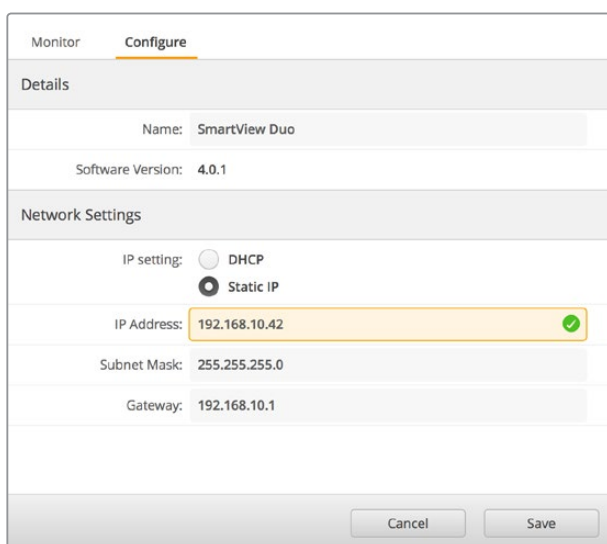 Monitor Configure
Details
Name: SmartView Duo
Software Version: 4.0.1
Network Settings
IP setting: DHCP
Static IP
IP Address: 192.168.10.42
Subnet Mask: 255.255.255.0
Gateway: 192.168.10.1
Cancel Save